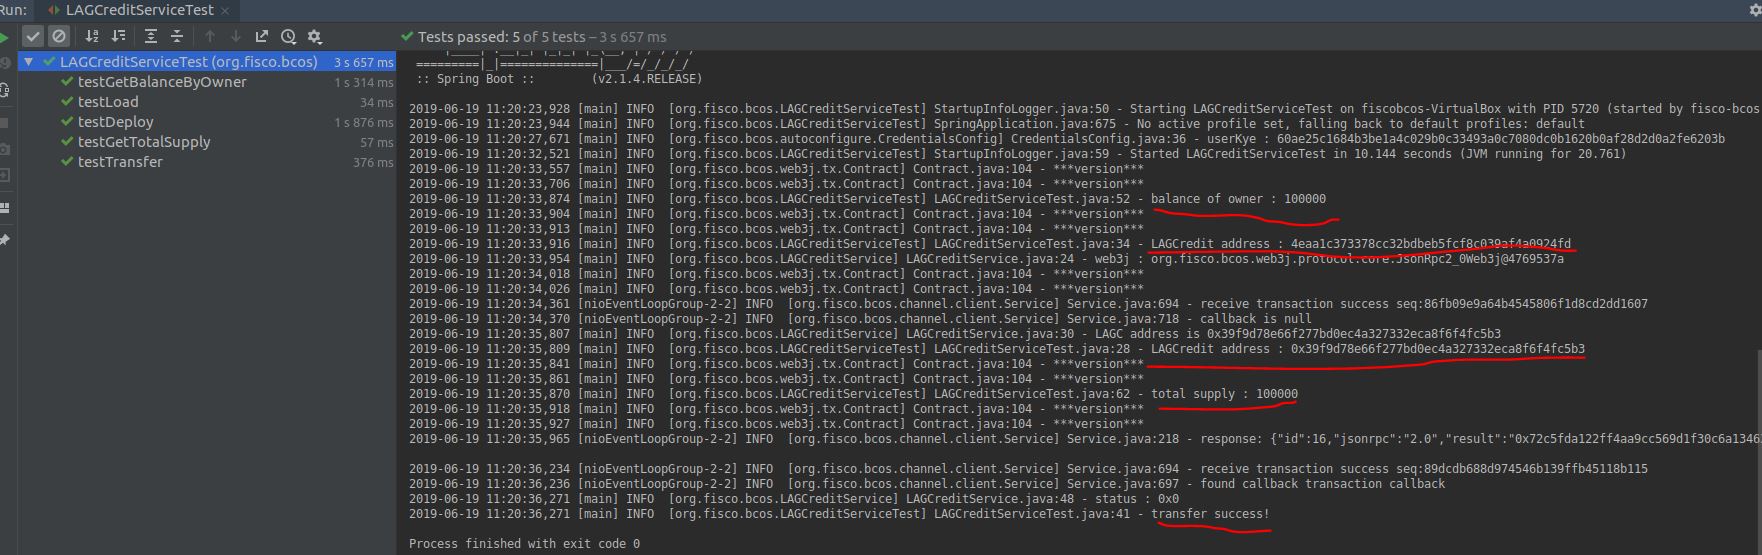 Run: LAGCreditServiceTest
Tests passed: 5 of 5 tests – 3 s 657 ms
LAGCreditServiceTest (org.fisco.bcos) 3 s 657 ms
testGetBalanceByOwner 1 s 314 ms
testLoad 34 ms
testDeploy 1 s 876 ms
testGetTotalSupply 57 ms
testTransfer 376 ms
=========|_|==============|___/=/_/_/_/
:: Spring Boot :: (v2.1.4.RELEASE)
2019-06-19 11:20:23,928 [main] INFO [org.fisco.bcos.LAGCreditServiceTest] StartupInfoLogger.java:50 - Starting LAGCreditServiceTest on fiscobcos-VirtualBox with PID 5720 (started by fisco-bcos
2019-06-19 11:20:23,944 [main] INFO [org.fisco.bcos.LAGCreditServiceTest] SpringApplication.java:675 - No active profile set, falling back to default profiles: default
2019-06-19 11:20:27,671 [main] INFO [org.fisco.bcos.autoconfigure.CredentialsConfig] CredentialsConfig.java:36 - userKye : 60ae25c1684b3be1a4c029b0c33493a0c7080dc0b1620b0af28d2d0a2fe6203b
2019-06-19 11:20:32,521 [main] INFO [org.fisco.bcos.LAGCreditServiceTest] StartupInfoLogger.java:59 - Started LAGCreditServiceTest in 10.144 seconds (JVM running for 20.761)
2019-06-19 11:20:33,557 [main] INFO [org.fisco.bcos.web3j.tx.Contract] Contract.java:104 - ***version***
2019-06-19 11:20:33,706 [main] INFO [org.fisco.bcos.web3j.tx.Contract] Contract.java:104 - ***version***
2019-06-19 11:20:33,874 [main] INFO [org.fisco.bcos.LAGCreditServiceTest] LAGCreditServiceTest.java:52 - balance of owner : 100000
2019-06-19 11:20:33,904 [main] INFO [org.fisco.bcos.web3j.tx.Contract] Contract.java:104 - ***version***
2019-06-19 11:20:33,913 [main] INFO [org.fisco.bcos.web3j.tx.Contract] Contract.java:104 - ***version***
2019-06-19 11:20:33,916 [main] INFO [org.fisco.bcos.LAGCreditServiceTest] LAGCreditServiceTest.java:34 - LAGCredit address : 4eaa1c373378cc32bdbeb5fcf8c039af4a0924fd
2019-06-19 11:20:33,954 [main] INFO [org.fisco.bcos.LAGCreditService] LAGCreditService.java:24 - web3j : org.fisco.bcos.web3j.protocol.core.JsonRpc2_0Web3j@4769537a
2019-06-19 11:20:34,018 [main] INFO [org.fisco.bcos.web3j.tx.Contract] Contract.java:104 - ***version***
2019-06-19 11:20:34,026 [main] INFO [org.fisco.bcos.web3j.tx.Contract] Contract.java:104 - ***version***
2019-06-19 11:20:34,361 [nioEventLoopGroup-2-2] INFO [org.fisco.bcos.channel.client.Service] Service.java:694 - receive transaction success seq:86fb09e9a64b4545806f1d8cd2dd1607
2019-06-19 11:20:34,370 [nioEventLoopGroup-2-2] INFO [org.fisco.bcos.channel.client.Service] Service.java:718 - callback is null
2019-06-19 11:20:35,807 [main] INFO [org.fisco.bcos.LAGCreditService] LAGCreditService.java:30 - LAGC address is 0x39f9d78e66f277bd0ec4a327332eca8f6f4fc5b3
2019-06-19 11:20:35,809 [main] INFO [org.fisco.bcos.LAGCreditServiceTest] LAGCreditServiceTest.java:28 - LAGCredit address : 0x39f9d78e66f277bd0ec4a327332eca8f6f4fc5b3
2019-06-19 11:20:35,841 [main] INFO [org.fisco.bcos.web3j.tx.Contract] Contract.java:104 - ***version***
2019-06-19 11:20:35,861 [main] INFO [org.fisco.bcos.web3j.tx.Contract] Contract.java:104 - ***version***
2019-06-19 11:20:35,870 [main] INFO [org.fisco.bcos.LAGCreditServiceTest] LAGCreditServiceTest.java:62 - total supply : 100000
2019-06-19 11:20:35,918 [main] INFO [org.fisco.bcos.web3j.tx.Contract] Contract.java:104 - ***version***
2019-06-19 11:20:35,927 [main] INFO [org.fisco.bcos.web3j.tx.Contract] Contract.java:104 - ***version***
2019-06-19 11:20:35,965 [nioEventLoopGroup-2-2] INFO [org.fisco.bcos.channel.client.Service] Service.java:218 - response: {"id":16,"jsonrpc":"2.0","result":"0x72c5fda122ff4aa9cc569d1f30c6a1346
2019-06-19 11:20:36,234 [nioEventLoopGroup-2-2] INFO [org.fisco.bcos.channel.client.Service] Service.java:694 - receive transaction success seq:89dcdb688d974546b139ffb45118b115
2019-06-19 11:20:36,236 [nioEventLoopGroup-2-2] INFO [org.fisco.bcos.channel.client.Service] Service.java:697 - found callback transaction callback
2019-06-19 11:20:36,271 [main] INFO [org.fisco.bcos.LAGCreditService] LAGCreditService.java:48 - status : 0x0
2019-06-19 11:20:36,271 [main] INFO [org.fisco.bcos.LAGCreditServiceTest] LAGCreditServiceTest.java:41 - transfer success!
Process finished with exit code 0